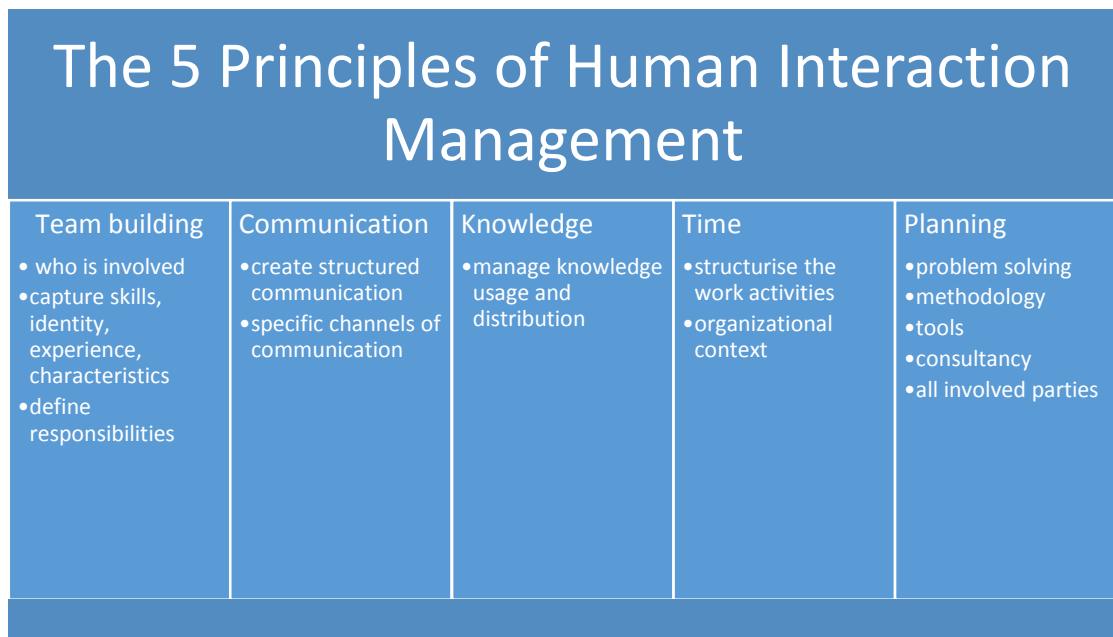 The 5 Principles of Human Interaction
Management
Team building
• who is involved
•capture skills,
identity,
experience,
characteristics
•define
responsibilities
Communication
•create structured
communication
•specific channels of
communication
Knowledge
•manage knowledge
usage and
distribution
Time
•structurise the
work activities
•organizational
context
Planning
•problem solving
•methodology
•tools
•consultancy
•all involved parties